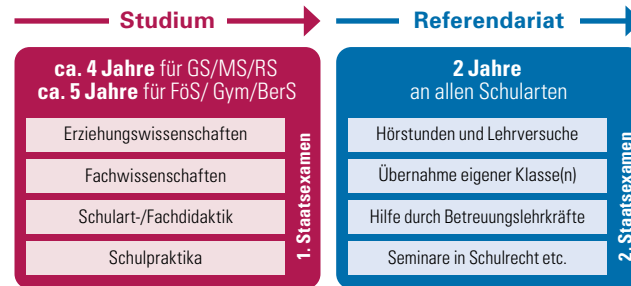 Studium
ca. 4 Jahre für GS/MS/RS
ca. 5 Jahre für FöS/ Gym/BerS
Erziehungswissenschaften
Fachwissenschaften
Schulart-/Fachdidaktik
Schulpraktika
1. Staatsexamen
Referendariat
2 Jahre
an allen Schularten
Hörstunden und Lehrversuche
Übernahme eigener Klasse(n)
Hilfe durch Betreuungslehrkräfte
Seminare in Schulrecht etc.
2. Staatsexamen